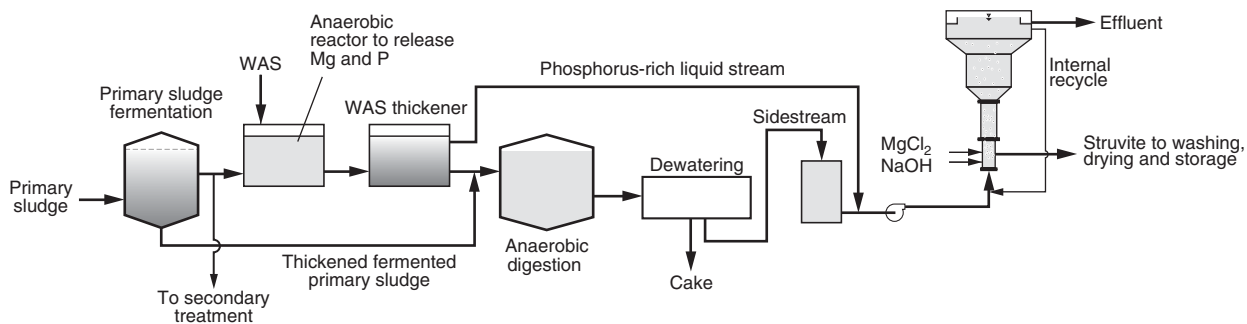 Anaerobic
reactor to release
Mg and P
WAS
Primary sludge
fermentation
WAS thickener
Phosphorus-rich liquid stream
Effluent
Internal
recycle
Sidestream
Dewatering
MgCl2
NaOH
Struvite to washing,
drying and storage
Primary
sludge
Thickened fermented
primary sludge
Anaerobic
digestion
Cake
To secondary
treatment